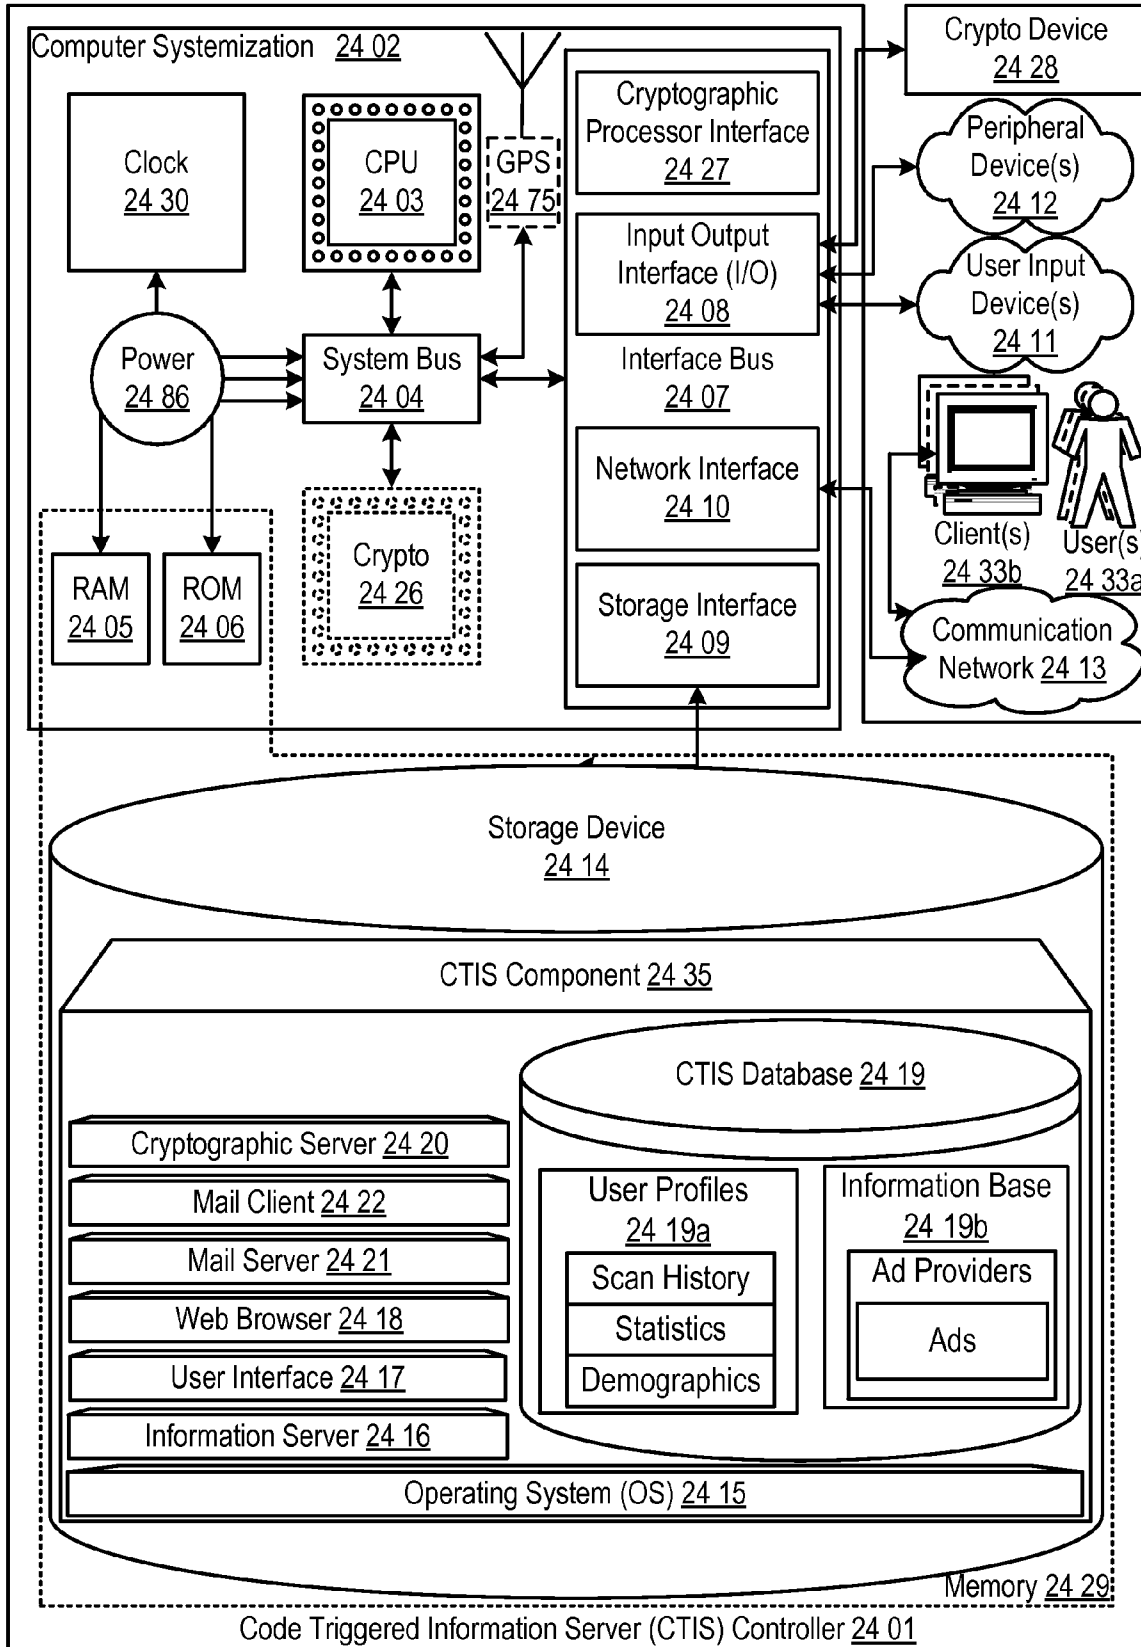 Computer Systemization 24 02
Clock
24 30
CPU
24 03
GPS
24 75
Cryptographic
Processor Interface
24 27
Input Output
Interface (I/O)
24 08
Interface Bus
24 07
Network Interface
24 10
Storage Interface
24 09
Power
24 86
System Bus
24 04
Crypto
24 26
RAM
24 05
ROM
24 06
Crypto Device
24 28
Peripheral
Device(s)
24 12
User Input
Device(s)
24 11
Client(s)
24 33b
User(s)
24 33a
Communication
Network 24 13
Storage Device
24 14
CTIS Component 24 35
CTIS Database 24 19
Cryptographic Server 24 20
Mail Client 24 22
Mail Server 24 21
Web Browser 24 18
User Interface 24 17
Information Server 24 16
User Profiles
24 19a
Scan History
Statistics
Demographics
Information Base
24 19b
Ad Providers
Ads
Operating System (OS) 24 15
Memory 24 29
Code Triggered Information Server (CTIS) Controller 24 01